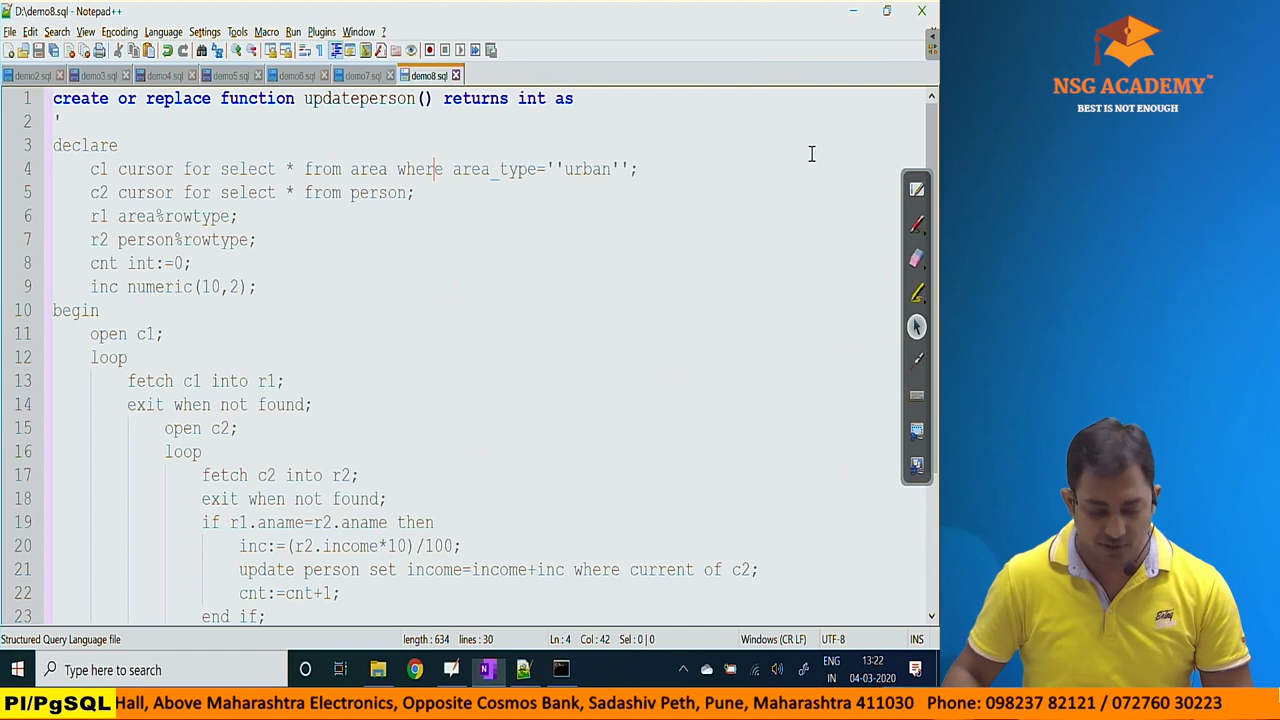 D:\demo8.sql - Notepad++
File Edit Search View Encoding Language Settings Tools Macro Run Plugins Window ?
demo2.sql demo3.sql demo4.sql demo5.sql demo6.sql demo7.sql demo8.sql
1 create or replace function updateperson() returns int as
2 '
3 declare
4 c1 cursor for select * from area where area_type=''urban'';
5 c2 cursor for select * from person;
6 r1 area%rowtype;
7 r2 person%rowtype;
8 cnt int:=0;
9 inc numeric(10,2);
10 begin
11 open c1;
12 loop
13 fetch c1 into r1;
14 exit when not found;
15 open c2;
16 loop
17 fetch c2 into r2;
18 exit when not found;
19 if r1.aname=r2.aname then
20 inc:=(r2.income*10)/100;
21 update person set income=income+inc where current of c2;
22 cnt:=cnt+1;
23 end if;
Structured Query Language file length : 634 lines : 30 Ln : 4 Col : 42 Sel : 0 | 0 Windows (CR LF) UTF-8 INS
Type here to search
ENG
IN
13:22
04-03-2020
NSG ACADEMY™
BEST IS NOT ENOUGH
Pl/PgSQL Hall, Above Maharashtra Electronics, Opposite Cosmos Bank, Sadashiv Peth, Pune, Maharashtra 411030 Phone: 098237 82121 / 072760 30223